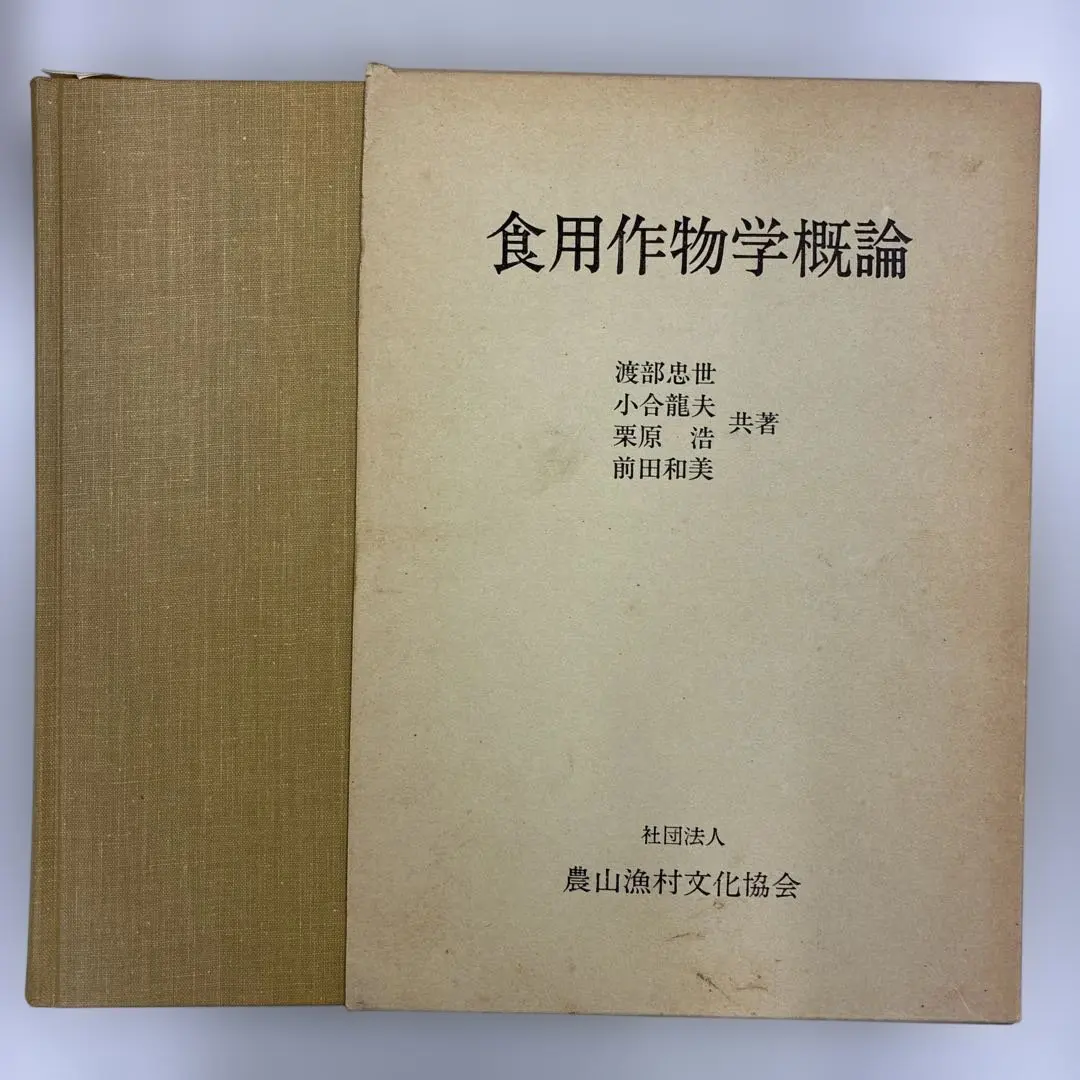 食用作物学概論
渡部忠世
小合龍夫
栗原 浩
前田和美
共著
社団法人
農山漁村文化協会